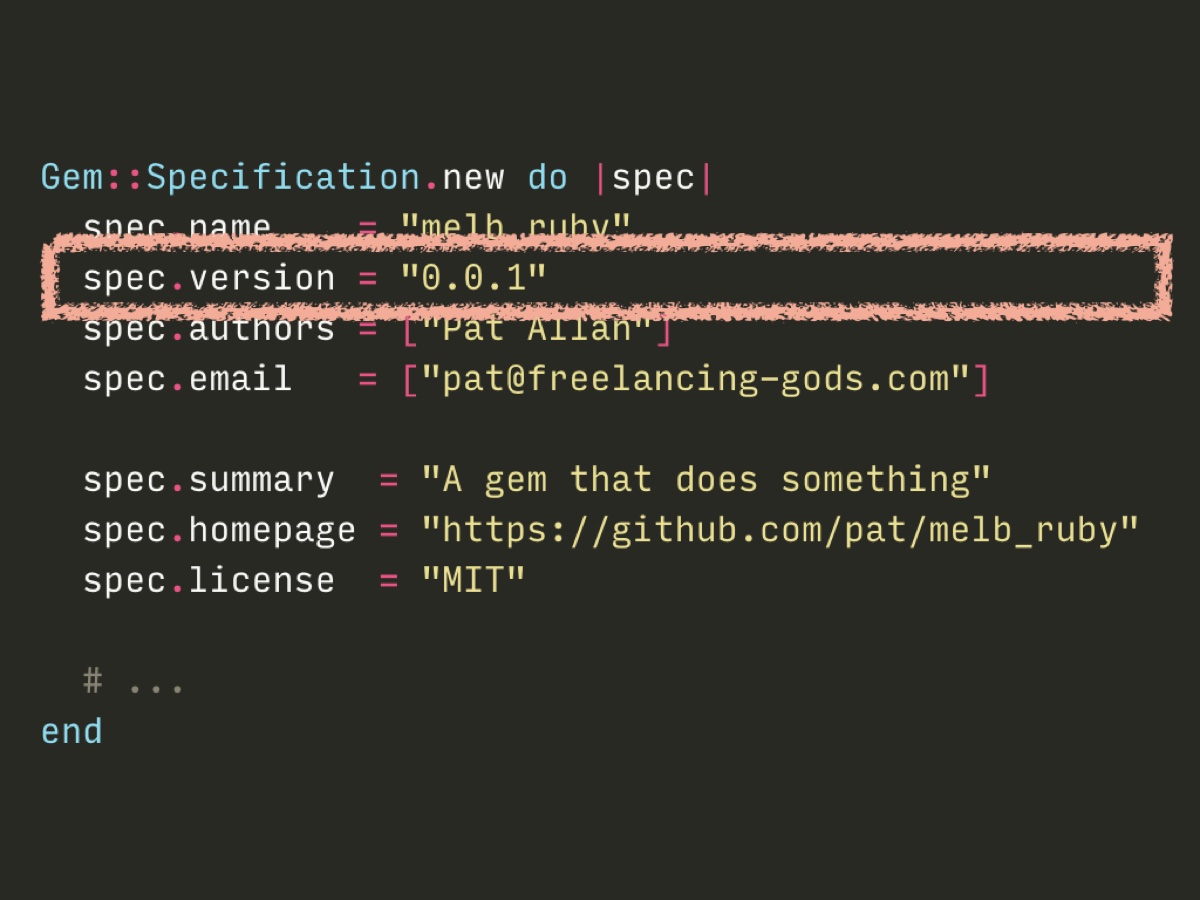 Gem::Specification.new do |spec|
  spec.name    = "melb_ruby"
  spec.version = "0.0.1"
  spec.authors = ["Pat Allan"]
  spec.email   = ["pat@freelancing-gods.com"]

  spec.summary  = "A gem that does something"
  spec.homepage = "https://github.com/pat/melb_ruby"
  spec.license  = "MIT"

  # ...
end